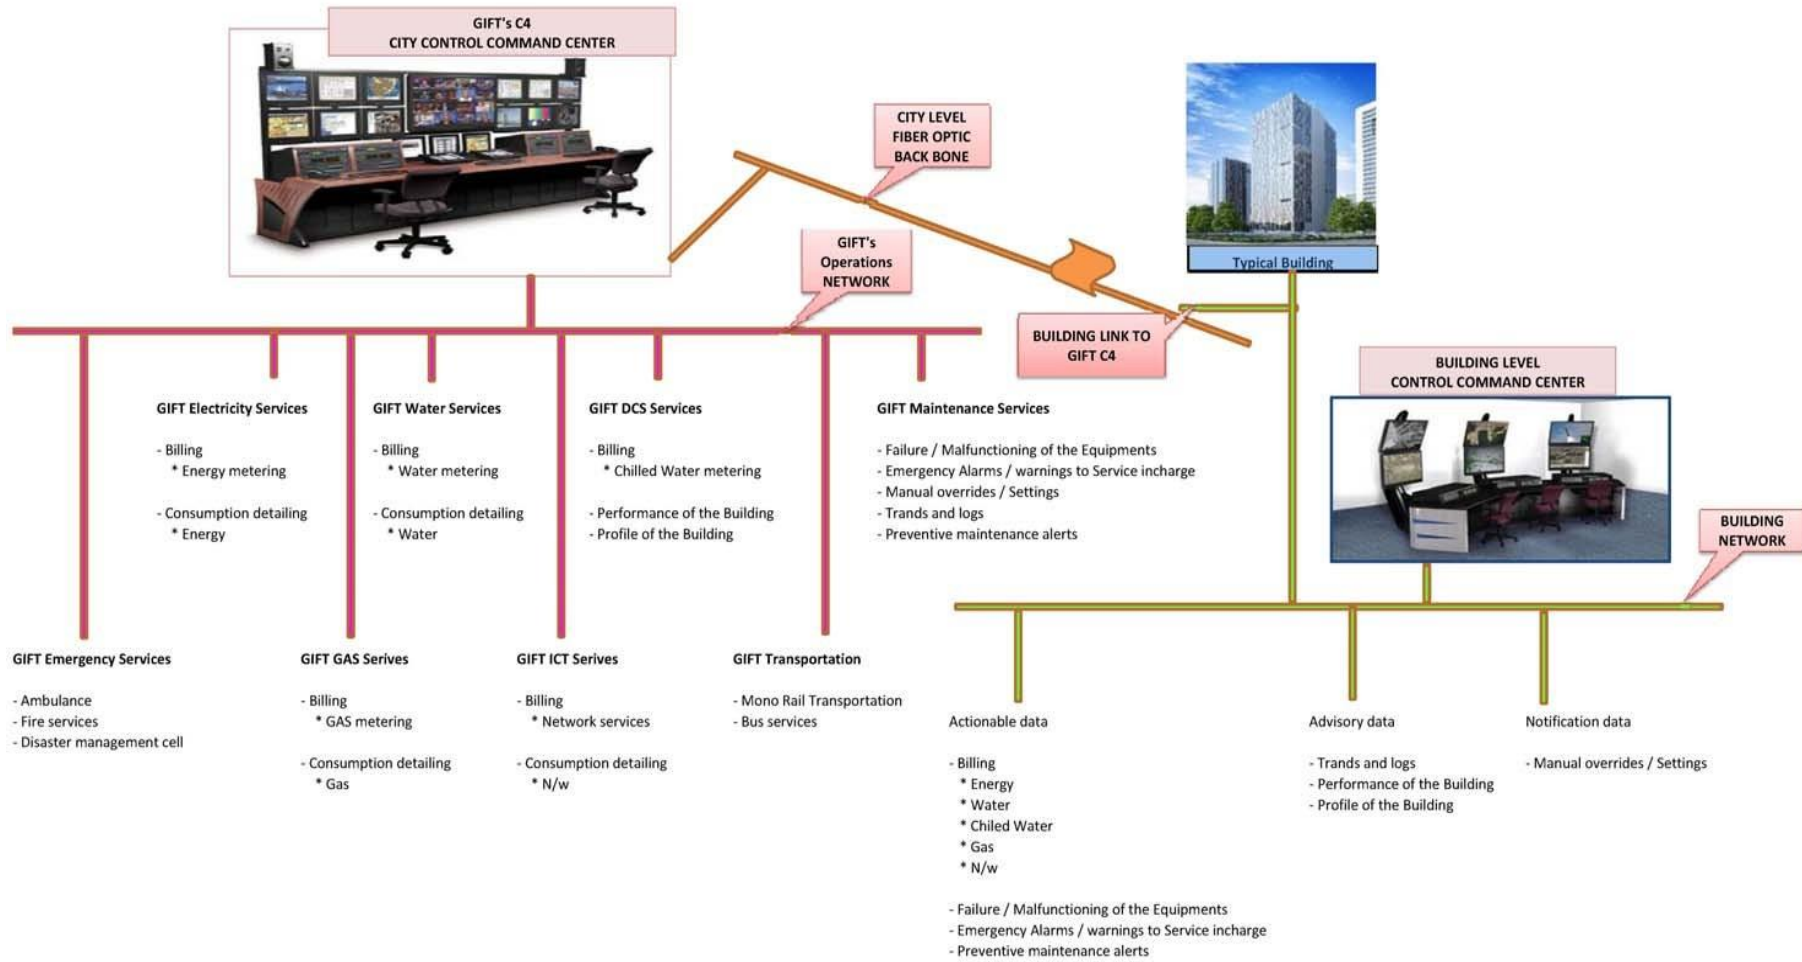 GIFT's C4
CITY CONTROL COMMAND CENTER
CITY LEVEL
FIBER OPTIC
BACK BONE
GIFT's
Operations
NETWORK
Typical Building
BUILDING LINK TO
GIFT C4
BUILDING LEVEL
CONTROL COMMAND CENTER
BUILDING
NETWORK
GIFT Electricity Services
- Billing
* Energy metering
- Consumption detailing
* Energy
GIFT Water Services
- Billing
* Water metering
- Consumption detailing
* Water
GIFT DCS Services
- Billing
* Chilled Water metering
- Performance of the Building
- Profile of the Building
GIFT Maintenance Services
- Failure / Malfunctioning of the Equipments
- Emergency Alarms / warnings to Service incharge
- Manual overrides / Settings
- Trands and logs
- Preventive maintenance alerts
GIFT Emergency Services
- Ambulance
- Fire services
- Disaster management cell
GIFT GAS Serives
- Billing
* GAS metering
- Consumption detailing
* Gas
GIFT ICT Serives
- Billing
* Network services
- Consumption detailing
* N/w
GIFT Transportation
- Mono Rail Transportation
- Bus services
Actionable data
- Billing
* Energy
* Water
* Chiled Water
* Gas
* N/w
- Failure / Malfunctioning of the Equipments
- Emergency Alarms / warnings to Service incharge
- Preventive maintenance alerts
Advisory data
- Trands and logs
- Performance of the Building
- Profile of the Building
Notification data
- Manual overrides / Settings